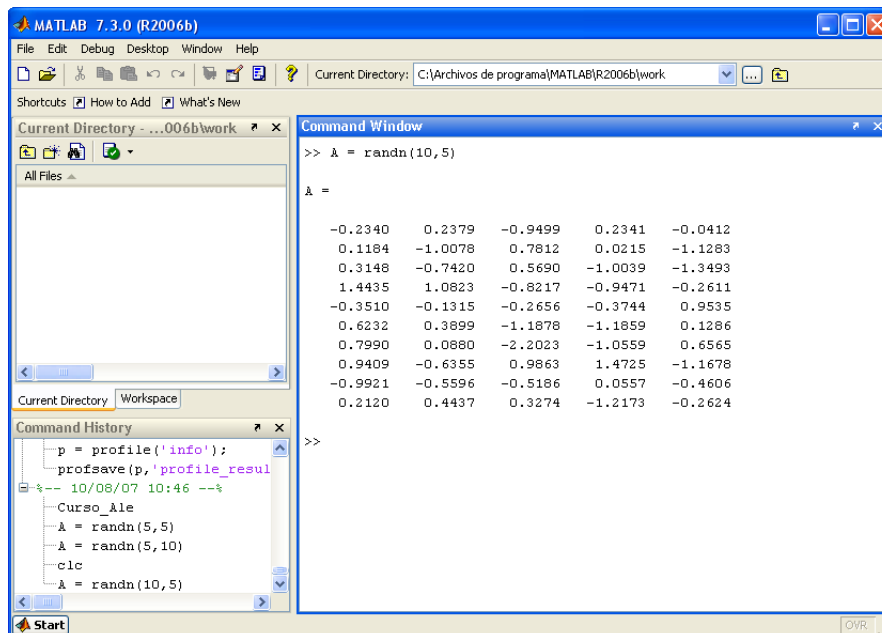 MATLAB 7.3.0 (R2006b)
File Edit Debug Desktop Window Help
Current Directory: C:\Archivos de programa\MATLAB\R2006b\work
Shortcuts How to Add What's New
Current Directory - ...006b\work
All Files
Current Directory Workspace
Command History
p = profile('info');
profsave(p,'profile_resul
%-- 10/08/07 10:46 --%
Curso_Ale
A = randn(5,5)
A = randn(5,10)
clc
A = randn(10,5)
Command Window
>> A = randn(10,5)
A =
-0.2340 0.2379 -0.9499 0.2341 -0.0412
0.1184 -1.0078 0.7812 0.0215 -1.1283
0.3148 -0.7420 0.5690 -1.0039 -1.3493
1.4435 1.0823 -0.8217 -0.9471 -0.2611
-0.3510 -0.1315 -0.2656 -0.3744 0.9535
0.6232 0.3899 -1.1878 -1.1859 0.1286
0.7990 0.0880 -2.2023 -1.0559 0.6565
0.9409 -0.6355 0.9863 1.4725 -1.1678
-0.9921 -0.5596 -0.5186 0.0557 -0.4606
0.2120 0.4437 0.3274 -1.2173 -0.2624
>>
Start
OVR